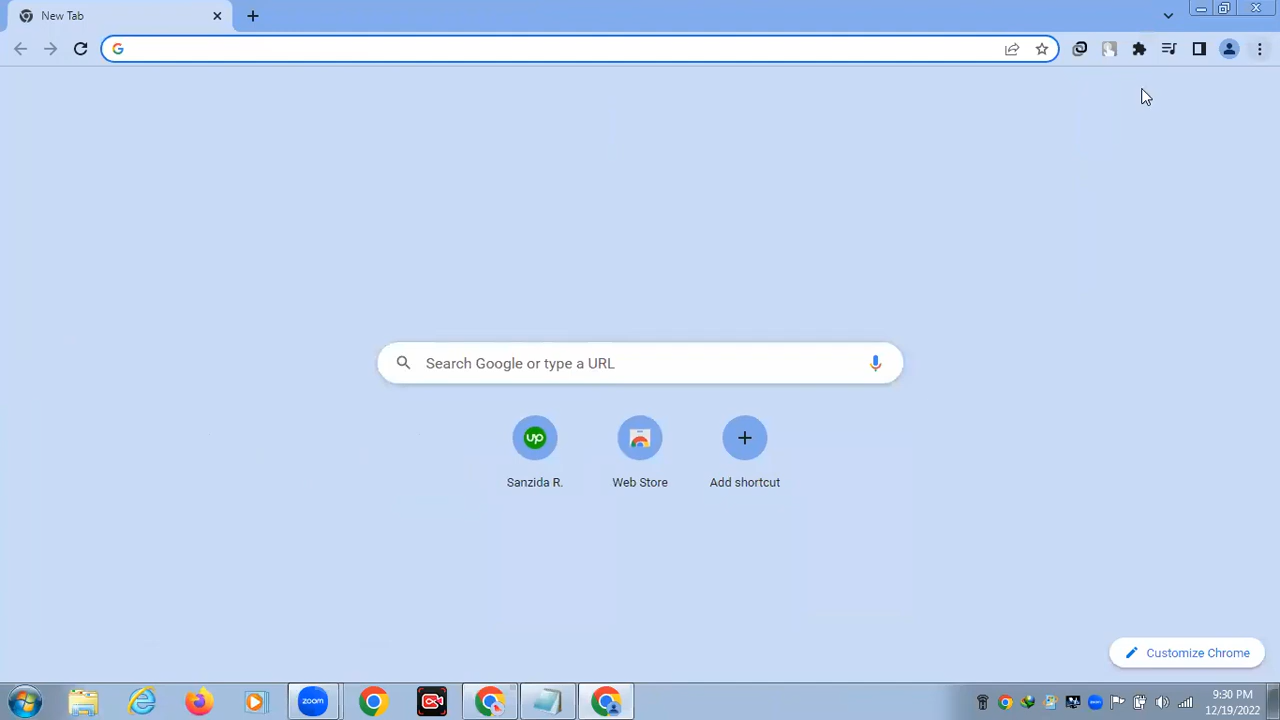 New Tab
Search Google or type a URL
up
Sanzida R.
Web Store
Add shortcut
Customize Chrome
zoom
9:30 PM
12/19/2022